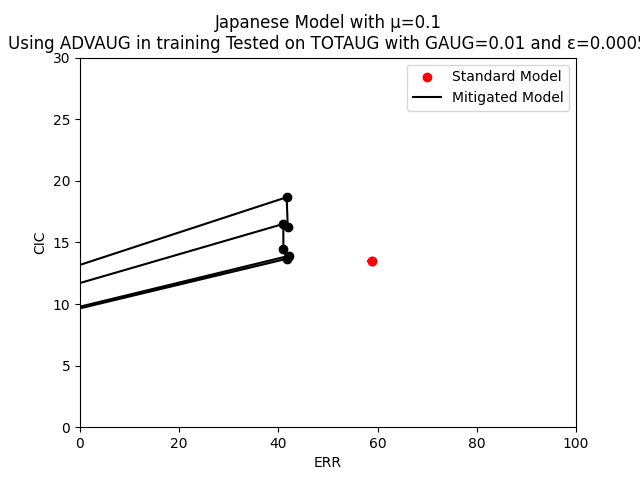 Japanese Model with μ=0.1
Using ADVAUG in training Tested on TOTAUG with GAUG=0.01 and ε=0.0005
Standard Model
Mitigated Model
30
25
20
15
10
5
0
CIC
0 20 40 60 80 100
ERR